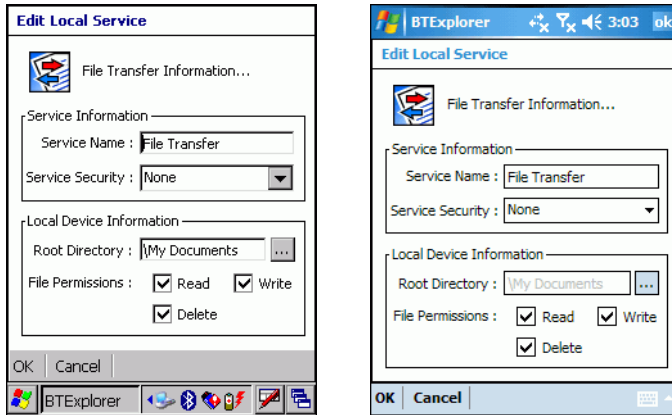 Edit Local Service
File Transfer Information...
Service Information
Service Name : File Transfer
Service Security : None
Local Device Information
Root Directory : \My Documents ...
File Permissions : Read Write
Delete
OK Cancel
BTExplorer
BTExplorer 3:03 ok
Edit Local Service
File Transfer Information...
Service Information
Service Name : File Transfer
Service Security : None
Local Device Information
Root Directory : \My Documents ...
File Permissions : Read Write
Delete
OK Cancel